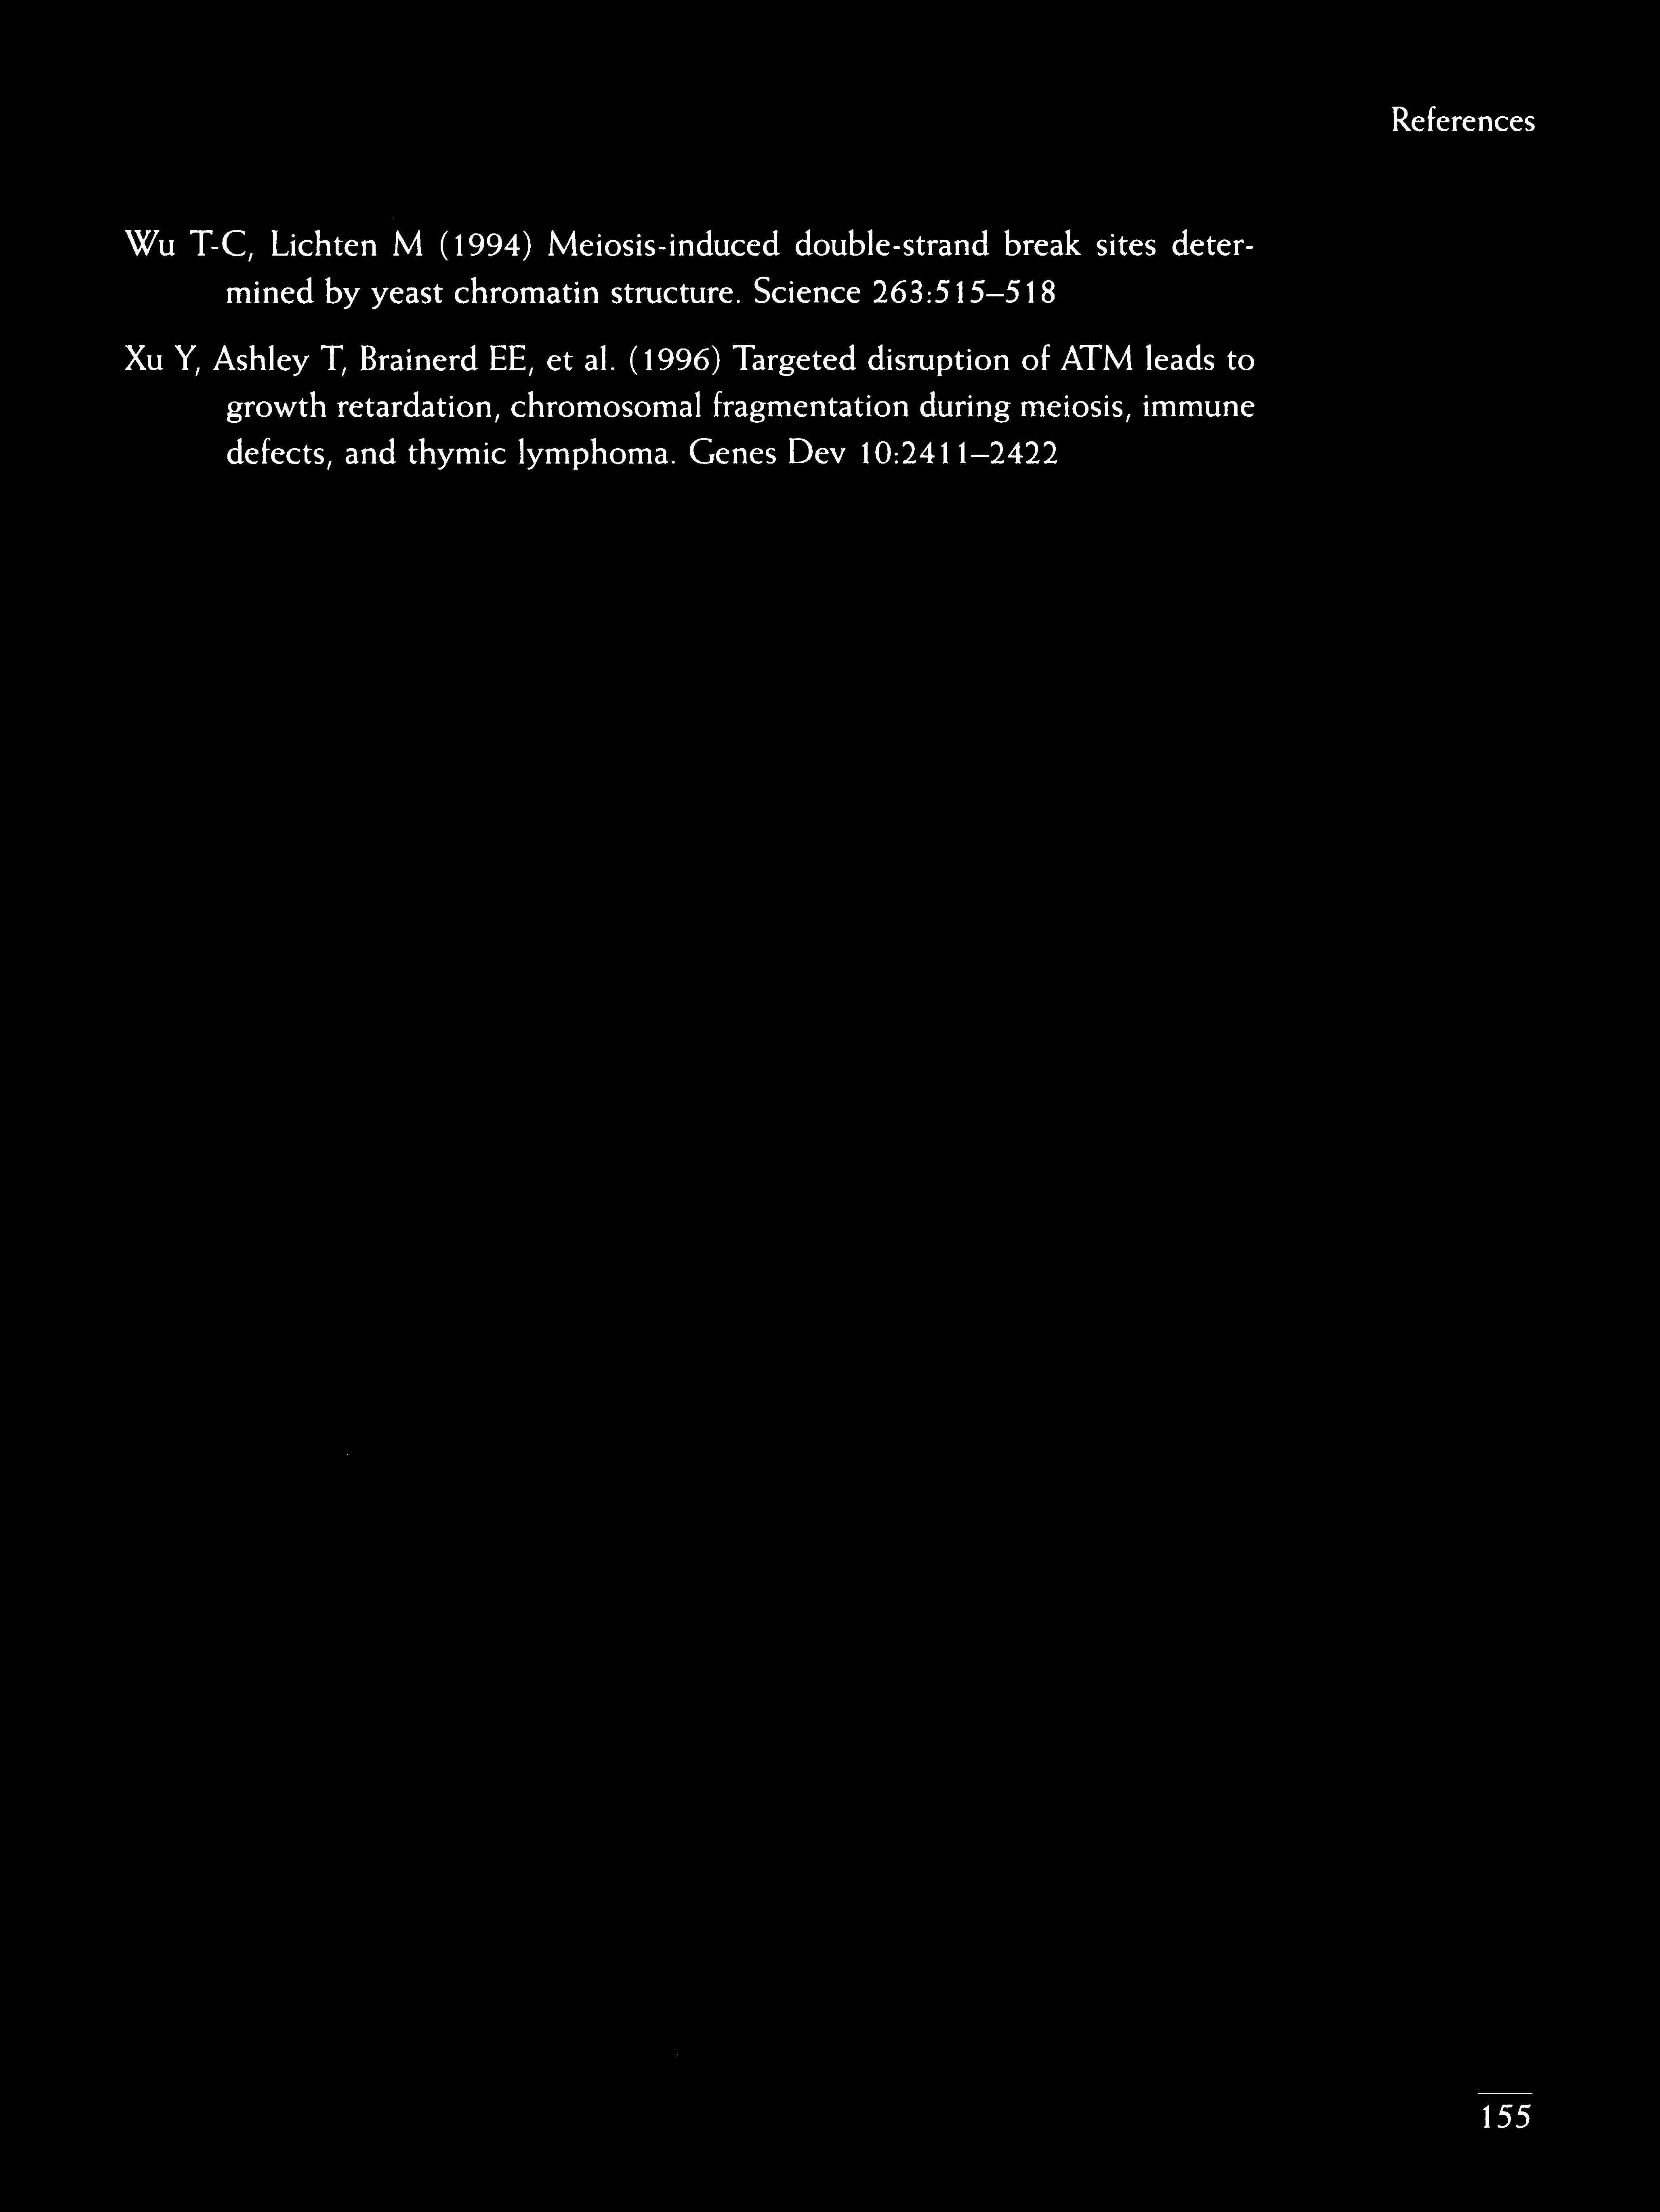 References
Wu T-C, Lichten M (1994) Meiosis-induced double-strand break sites deter-
mined by yeast chromatin structure. Science 263:515–518
Xu Y, Ashley T, Brainerd EE, et al. (1996) Targeted disruption of ATM leads to
growth retardation, chromosomal fragmentation during meiosis, immune
defects, and thymic lymphoma. Genes Dev 10:2411–2422
155